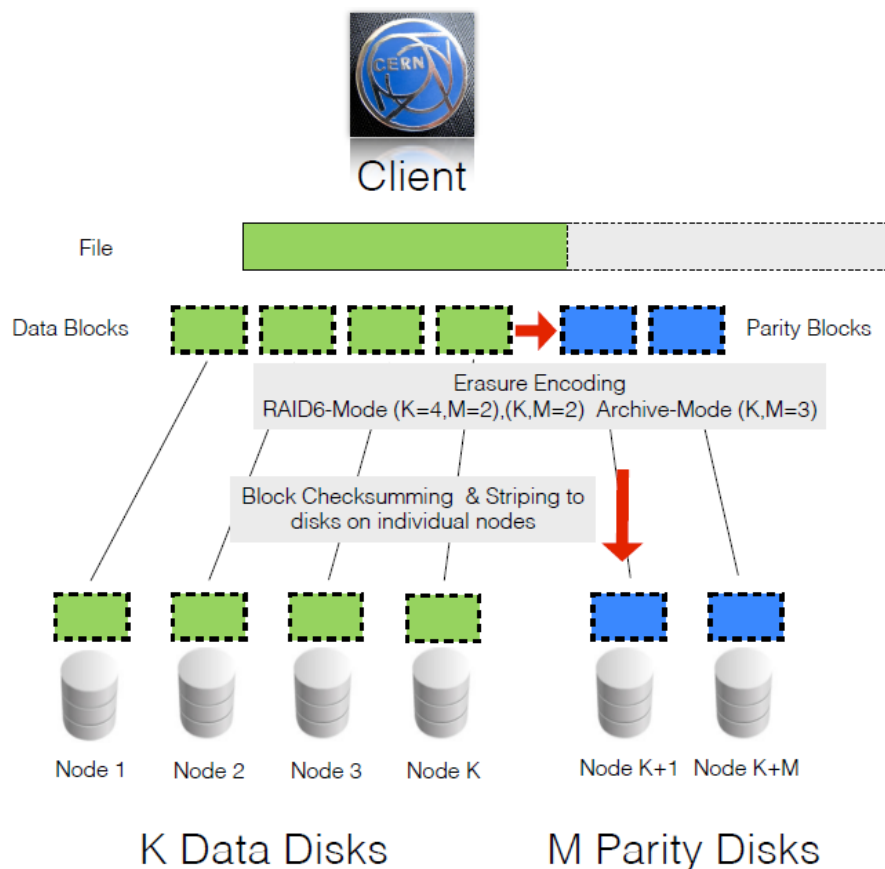 CERN
Client
File
Data Blocks
Parity Blocks
Erasure Encoding
RAID6-Mode (K=4,M=2),(K,M=2) Archive-Mode (K,M=3)
Block Checksumming & Striping to
disks on individual nodes
Node 1 Node 2 Node 3 Node K Node K+1 Node K+M
K Data Disks M Parity Disks